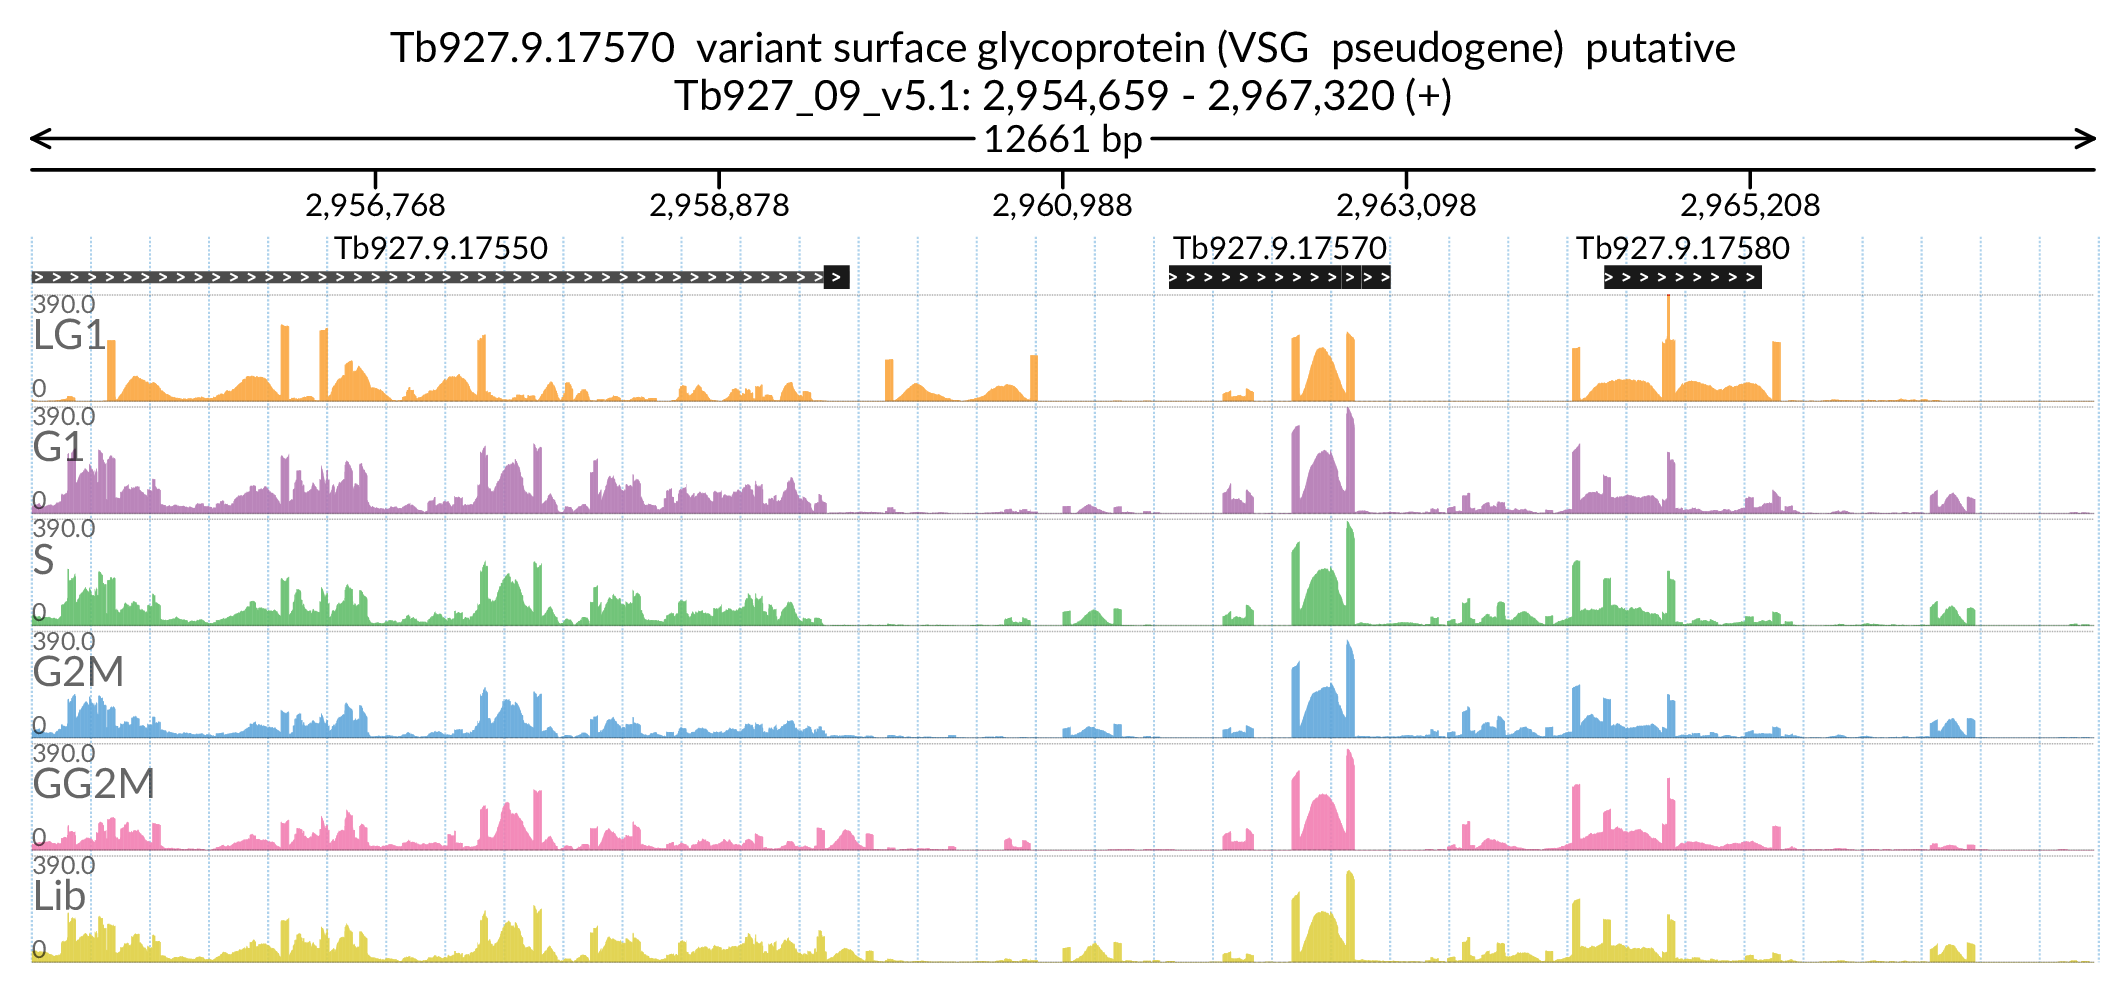 Tb927.9.17570 variant surface glycoprotein (VSG pseudogene) putative
Tb927_09_v5.1: 2,954,659 - 2,967,320 (+)
12661 bp
2,956,768 2,958,878 2,960,988 2,963,098 2,965,208
Tb927.9.17550 Tb927.9.17570 Tb927.9.17580
390.0
LG1
0
390.0
G1
0
390.0
S
0
390.0
G2M
0
390.0
GG2M
0
390.0
Lib
0